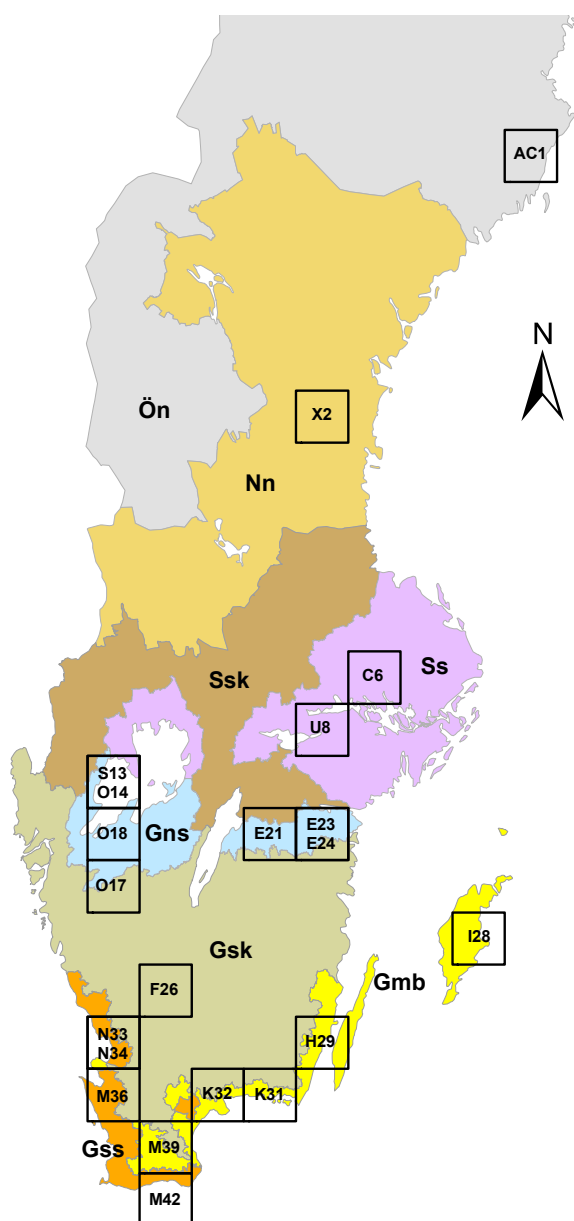 AC1
N
Ön
X2
Nn
Ssk
Ss
C6
U8
S13
O14
O18
Gns
E21
E23
E24
O17
Gsk
I28
Gmb
F26
N33
N34
H29
M36
K32
K31
Gss
M39
M42